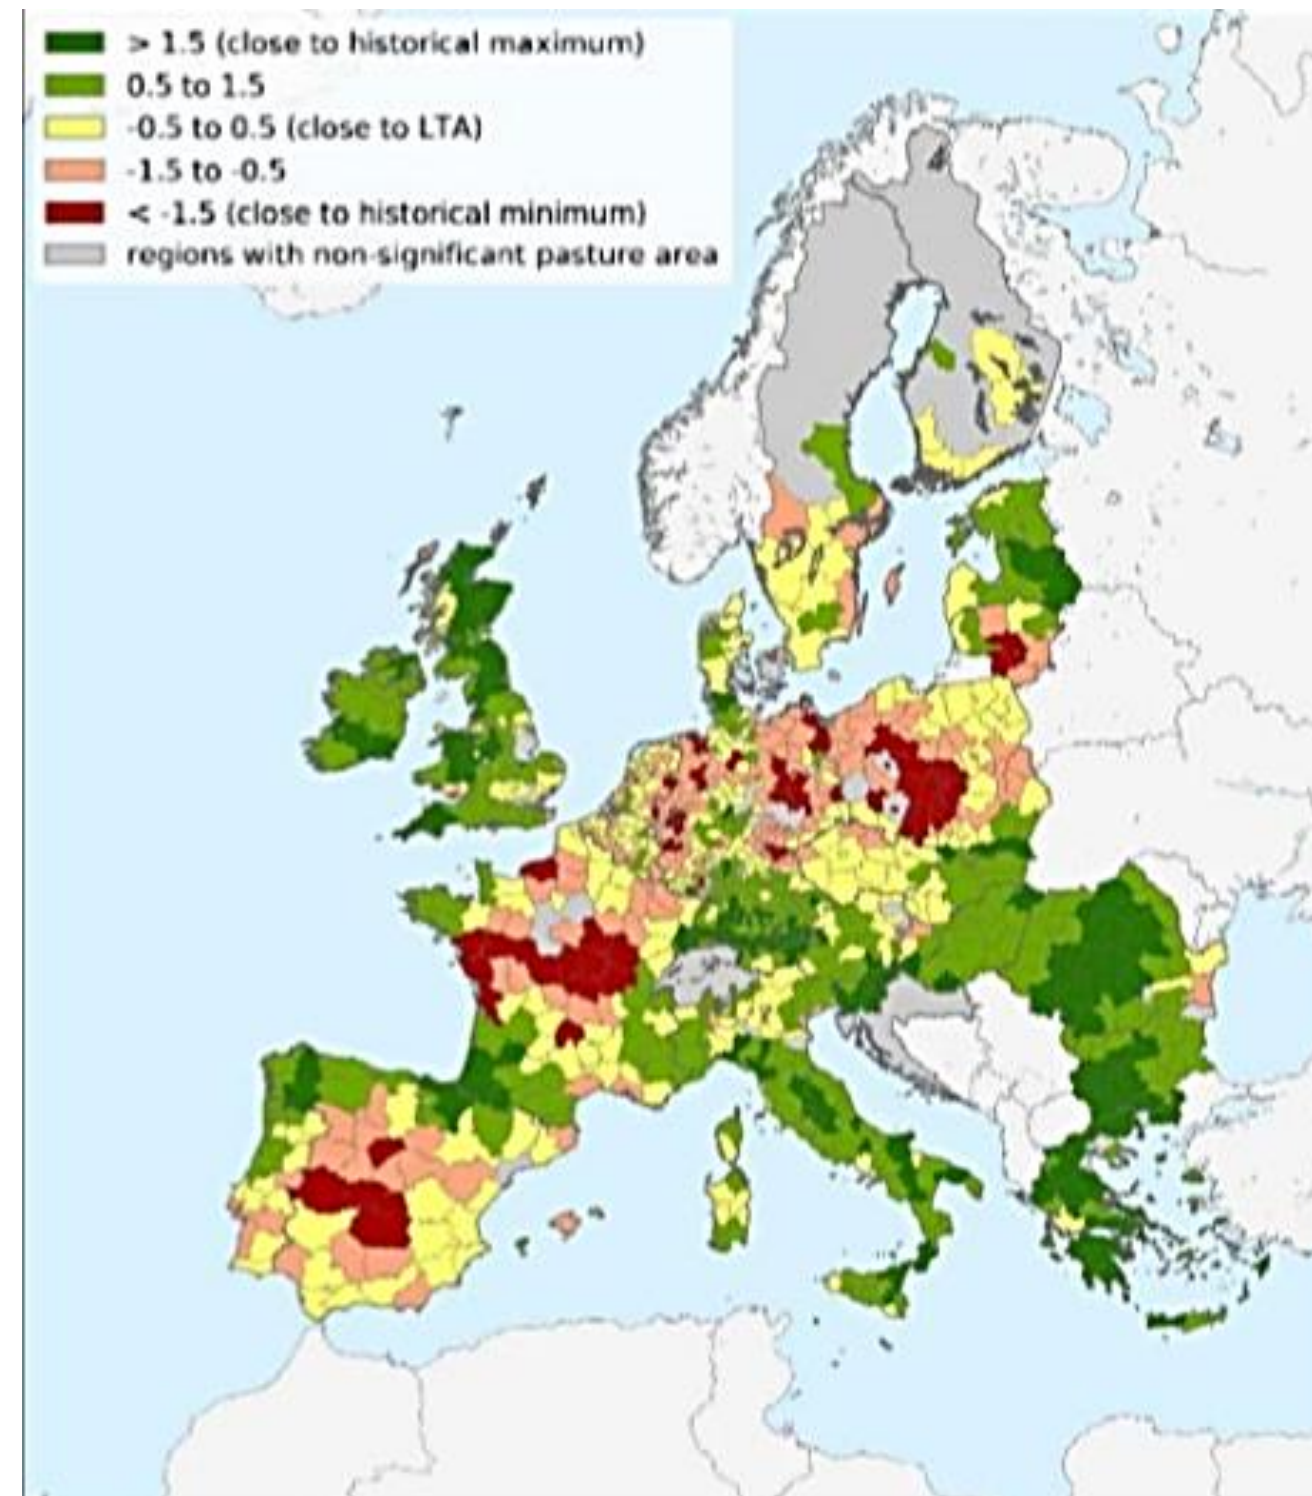 > 1.5 (close to historical maximum)
0.5 to 1.5
-0.5 to 0.5 (close to LTA)
-1.5 to -0.5
< -1.5 (close to historical minimum)
regions with non-significant pasture area